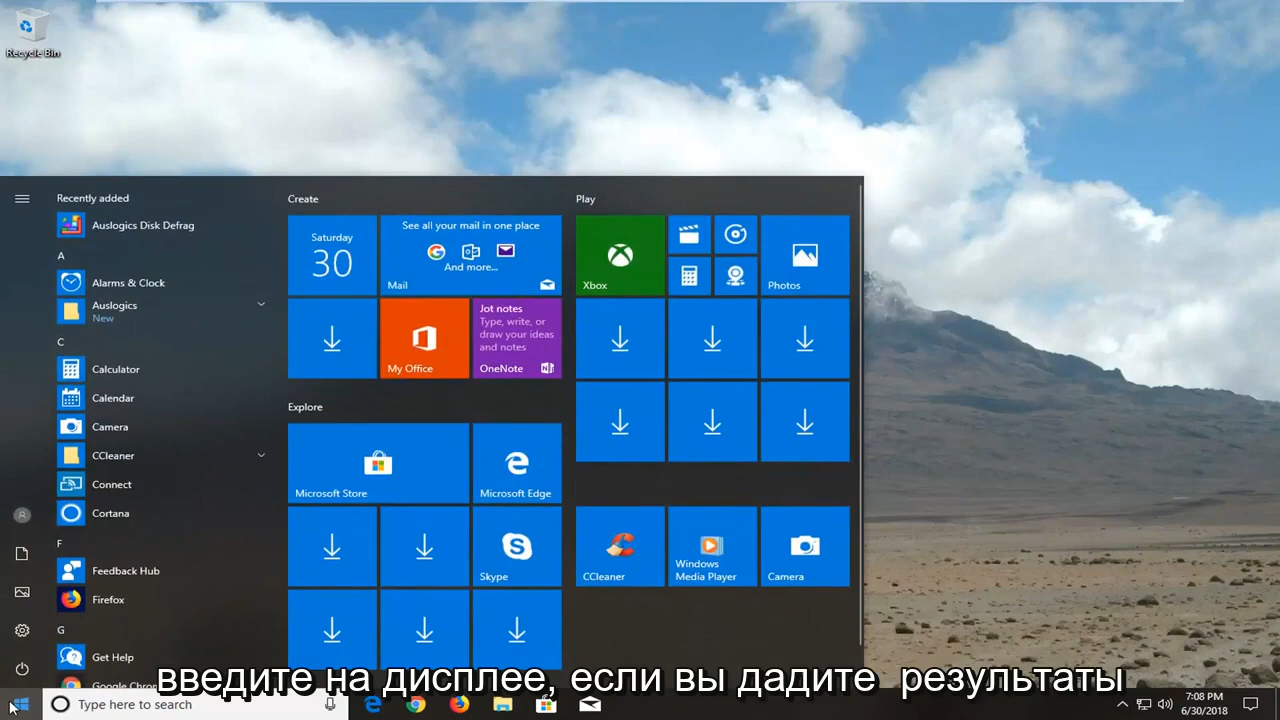 Recycle Bin
Recently added
Auslogics Disk Defrag
A
Alarms & Clock
Auslogics
New
C
Calculator
Calendar
Camera
CCleaner
Connect
Cortana
F
Feedback Hub
Firefox
G
Get Help
Create
Saturday
30
See all your mail in one place
And more...
Mail
My Office
Jot notes
Type, write, or
draw your ideas
and notes
OneNote
Explore
Microsoft Store
Microsoft Edge
Skype
Play
Xbox
Photos
CCleaner
Windows
Media Player
Camera
введите на дисплее, если вы дадите результаты
Type here to search
7:08 PM
6/30/2018